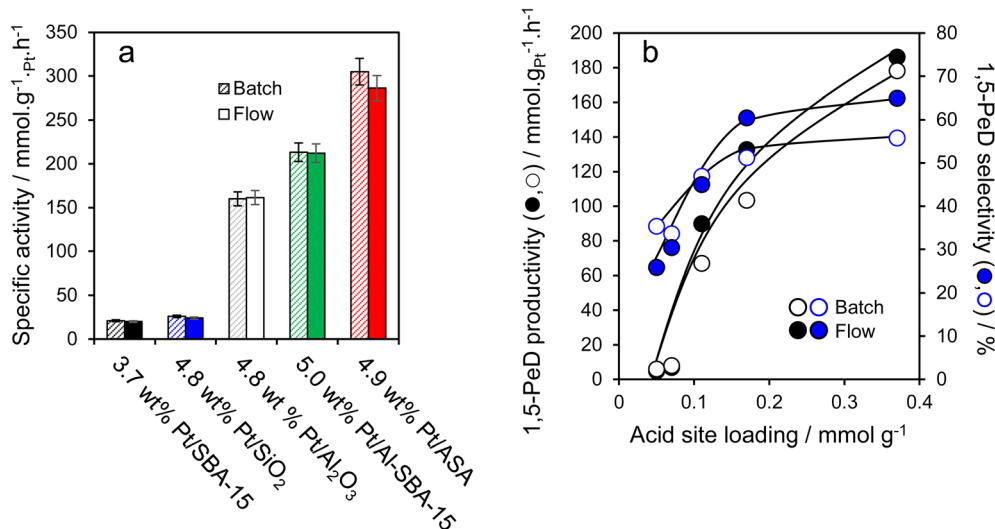 a
Specific activity / mmol.g⁻¹.Pt.h⁻¹
350
300
250
200
150
100
50
0
Batch
Flow
3.7 wt% Pt/SBA-15
4.8 wt% Pt/SiO₂
4.8 wt % Pt/Al₂O₃
5.0 wt% Pt/Al-SBA-15
4.9 wt% Pt/ASA
b
1,5-PeD productivity (●,○) / mmol.gPt⁻¹.h⁻¹
200
180
160
140
120
100
80
60
40
20
0
0
0.1
0.2
0.3
0.4
Acid site loading / mmol g⁻¹
Batch
Flow
80
70
60
50
40
30
20
10
0
1,5-PeD selectivity (●,○) / %